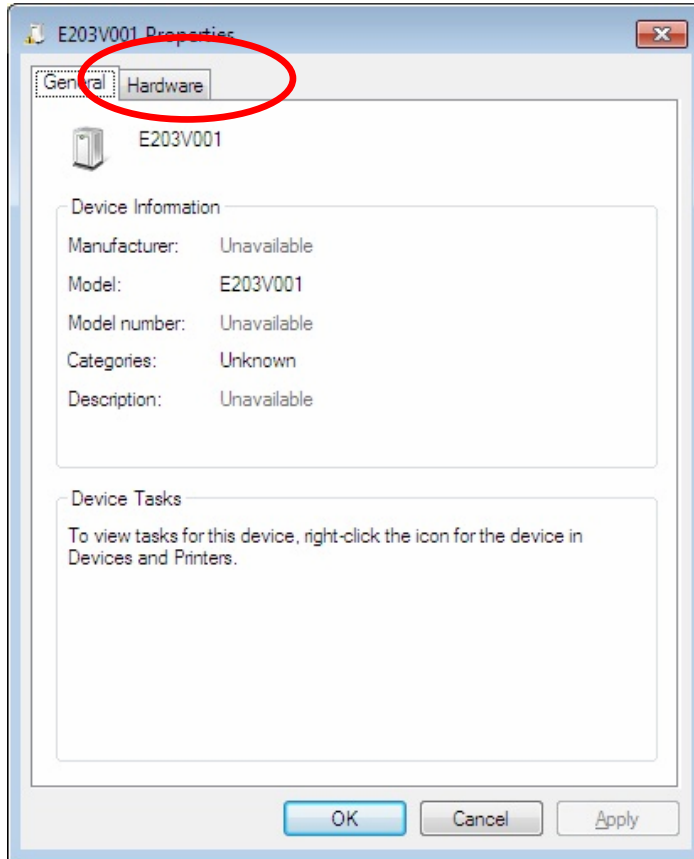 E203V001 Properties
General Hardware
E203V001
Device Information
Manufacturer: Unavailable
Model: E203V001
Model number: Unavailable
Categories: Unknown
Description: Unavailable
Device Tasks
To view tasks for this device, right-click the icon for the device in
Devices and Printers.
OK Cancel Apply